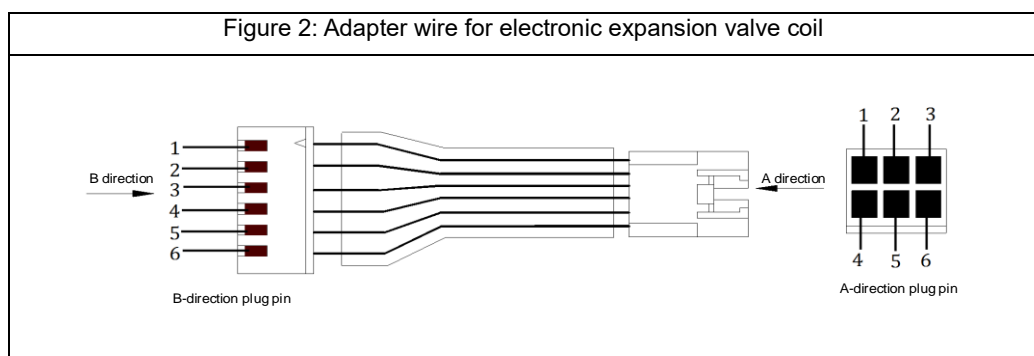 Figure 2: Adapter wire for electronic expansion valve coil
1 2 3
1
2
B direction
3
A direction
4
5
6
4 5 6
B-direction plug pin
A-direction plug pin